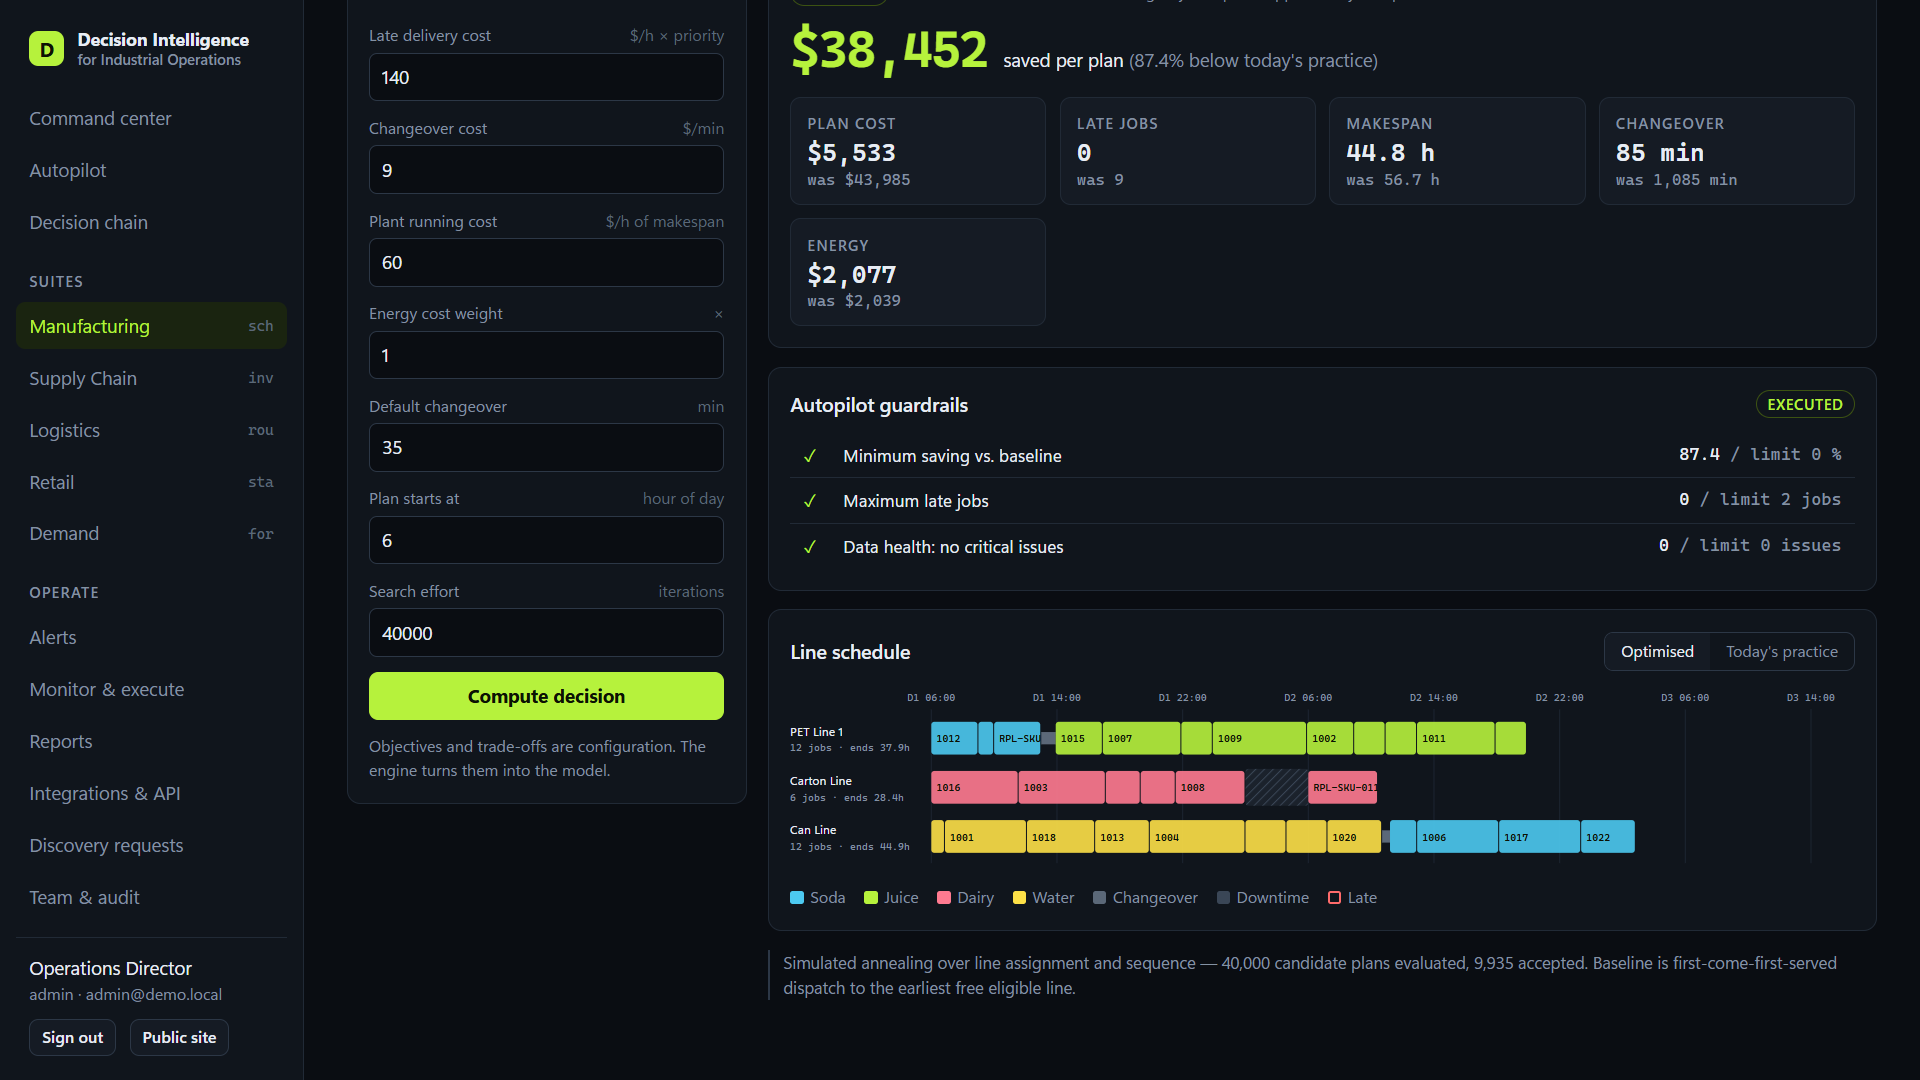 D
Decision Intelligence
for Industrial Operations
Command center
Autopilot
Decision chain
SUITES
Manufacturing sch
Supply Chain inv
Logistics rou
Retail sta
Demand for
OPERATE
Alerts
Monitor & execute
Reports
Integrations & API
Discovery requests
Team & audit
Operations Director
admin · admin@demo.local
Sign out
Public site
Late delivery cost $/h × priority
140
Changeover cost $/min
9
Plant running cost $/h of makespan
60
Energy cost weight ×
1
Default changeover min
35
Plan starts at hour of day
6
Search effort iterations
40000
Compute decision
Objectives and trade-offs are configuration. The
engine turns them into the model.
$38,452 saved per plan (87.4% below today's practice)
PLAN COST
$5,533
was $43,985
LATE JOBS
0
was 9
MAKESPAN
44.8 h
was 56.7 h
CHANGEOVER
85 min
was 1,085 min
ENERGY
$2,077
was $2,039
Autopilot guardrails EXECUTED
✓ Minimum saving vs. baseline 87.4 / limit 0 %
✓ Maximum late jobs 0 / limit 2 jobs
✓ Data health: no critical issues 0 / limit 0 issues
Line schedule Optimised Today's practice
D1 06:00 D1 14:00 D1 22:00 D2 06:00 D2 14:00 D2 22:00 D3 06:00 D3 14:00
PET Line 1
12 jobs · ends 37.9h
1012 RPL-SKU 1015 1007 1009 1002 1011
Carton Line
6 jobs · ends 28.4h
1016 1003 1008 RPL-SKU-011
Can Line
12 jobs · ends 44.9h
1001 1018 1013 1004 1020 1006 1017 1022
Soda Juice Dairy Water Changeover Downtime Late
Simulated annealing over line assignment and sequence — 40,000 candidate plans evaluated, 9,935 accepted. Baseline is first-come-first-served
dispatch to the earliest free eligible line.